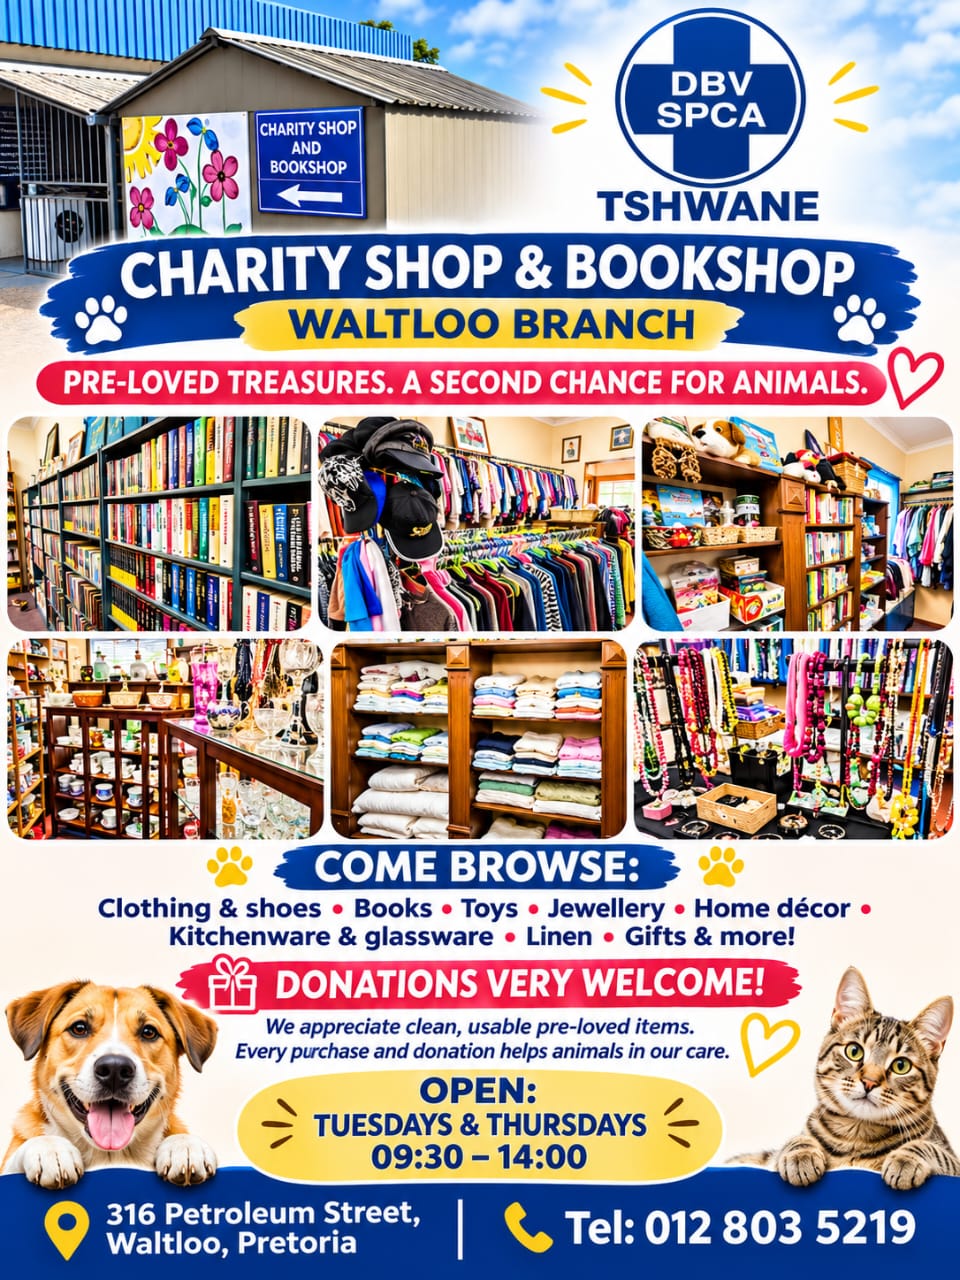 DBV
SPCA
TSHWANE
CHARITY SHOP
AND
BOOKSHOP
CHARITY SHOP & BOOKSHOP
WALTLOO BRANCH
PRE-LOVED TREASURES. A SECOND CHANCE FOR ANIMALS.
COME BROWSE:
Clothing & shoes • Books • Toys • Jewellery • Home décor •
Kitchenware & glassware • Linen • Gifts & more!
DONATIONS VERY WELCOME!
We appreciate clean, usable pre-loved items.
Every purchase and donation helps animals in our care.
OPEN:
TUESDAYS & THURSDAYS
09:30 – 14:00
316 Petroleum Street,
Waltloo, Pretoria
Tel: 012 803 5219